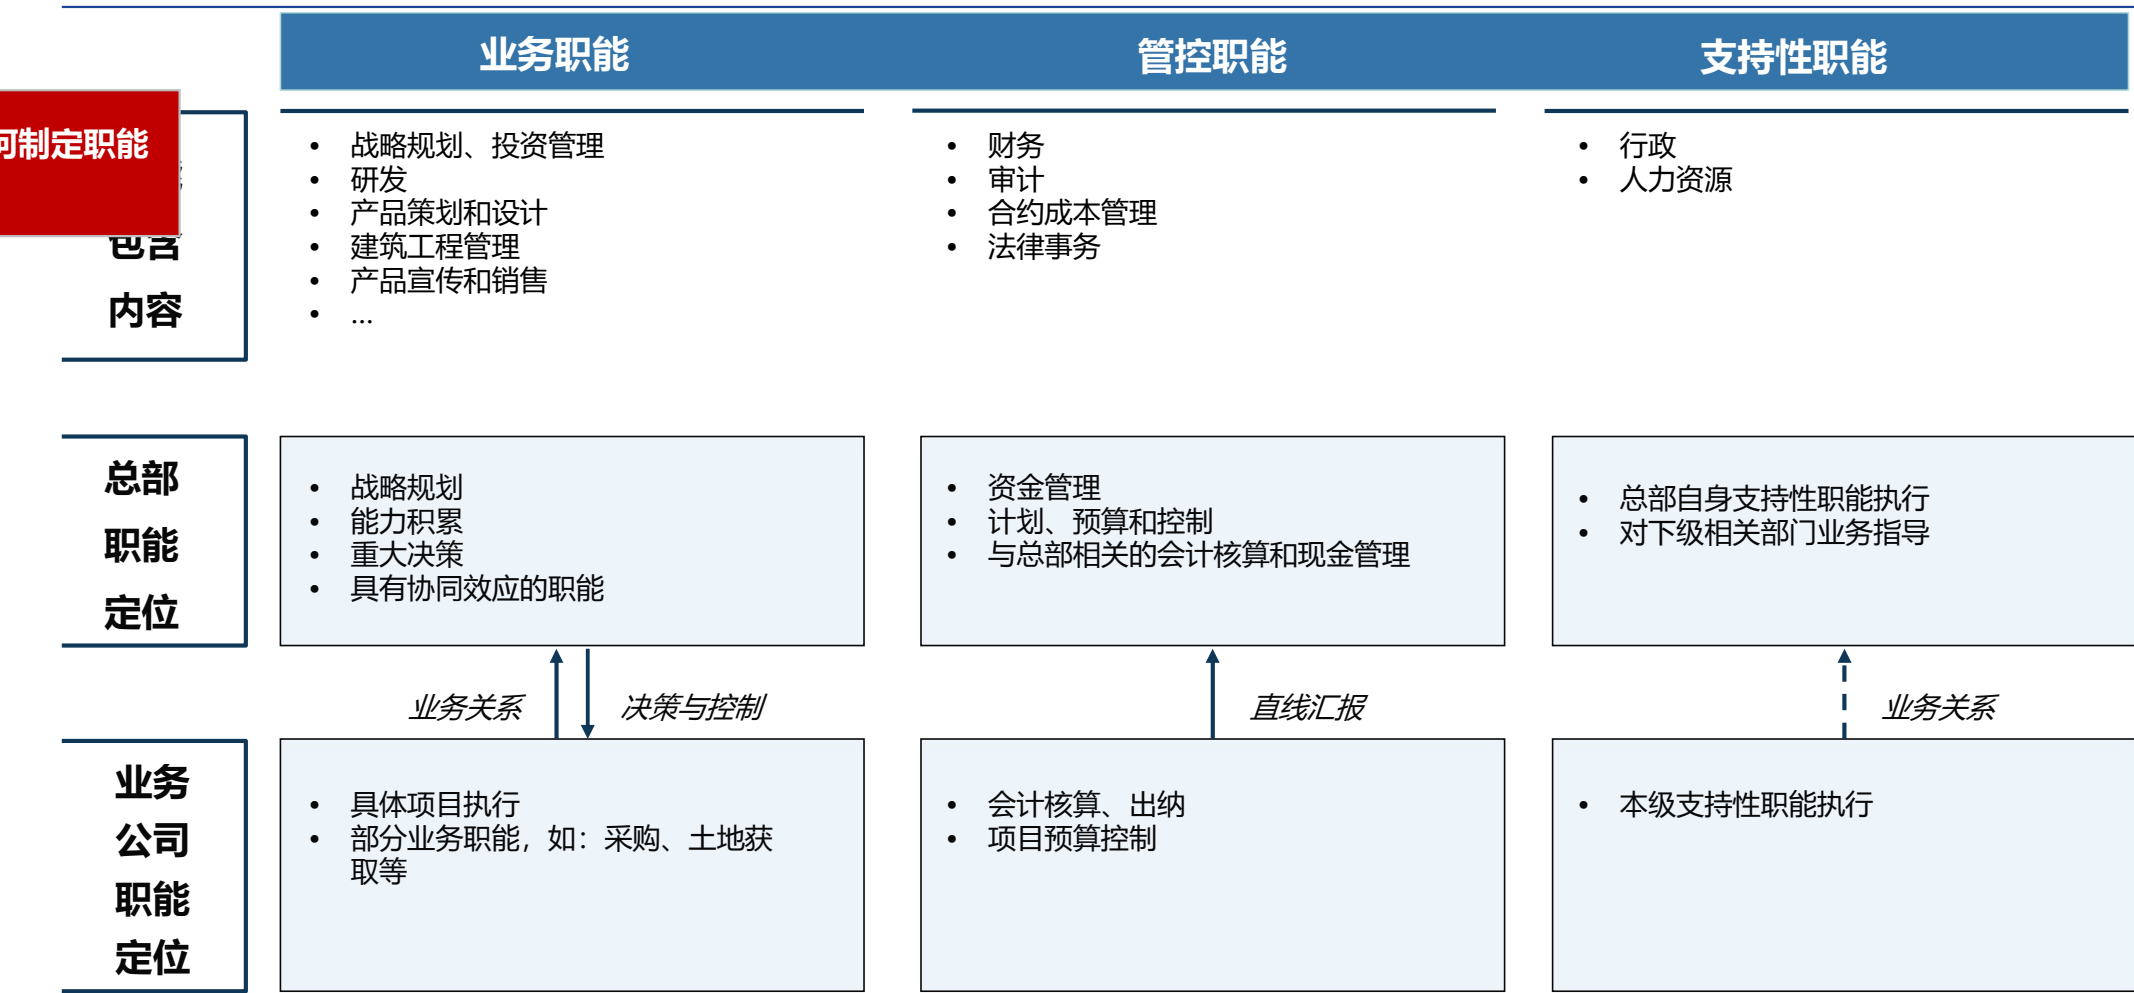 业务职能
管控职能
支持性职能
何制定职能
包含
内容
• 战略规划、投资管理
• 研发
• 产品策划和设计
• 建筑工程管理
• 产品宣传和销售
• ...
• 财务
• 审计
• 合约成本管理
• 法律事务
• 行政
• 人力资源
总部
职能
定位
• 战略规划
• 能力积累
• 重大决策
• 具有协同效应的职能
• 资金管理
• 计划、预算和控制
• 与总部相关的会计核算和现金管理
• 总部自身支持性职能执行
• 对下级相关部门业务指导
业务关系
决策与控制
直线汇报
业务关系
业务
公司
职能
定位
• 具体项目执行
• 部分业务职能，如：采购、土地获
取等
• 会计核算、出纳
• 项目预算控制
• 本级支持性职能执行